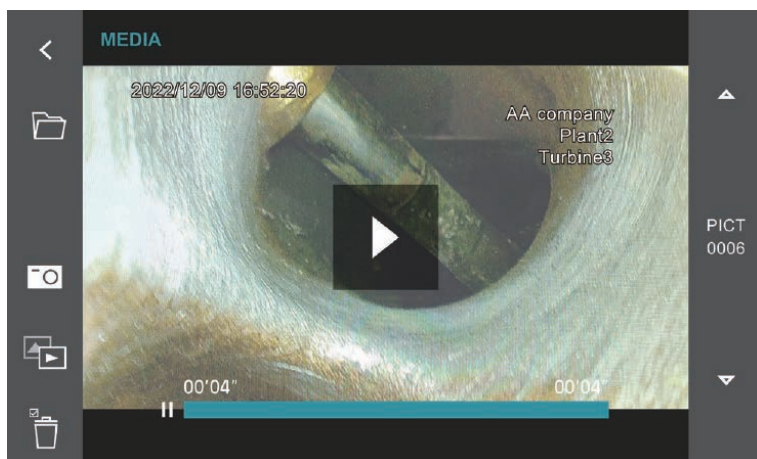 MEDIA
2022/12/09 16:52:20
AA company
Plant2
Turbine3
PICT
0006
00'04"
00'04"